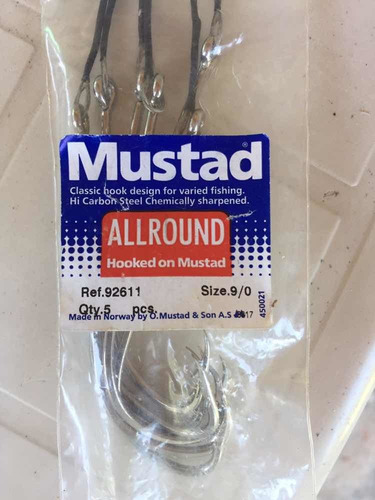 Mustad®
Classic hook design for varied fishing.
Hi Carbon Steel Chemically sharpened.
ALLROUND
Hooked on Mustad
Ref.92611 Size.9/0
Qty.5 pcs.
Made in Norway by O.Mustad & Son A.S
450021